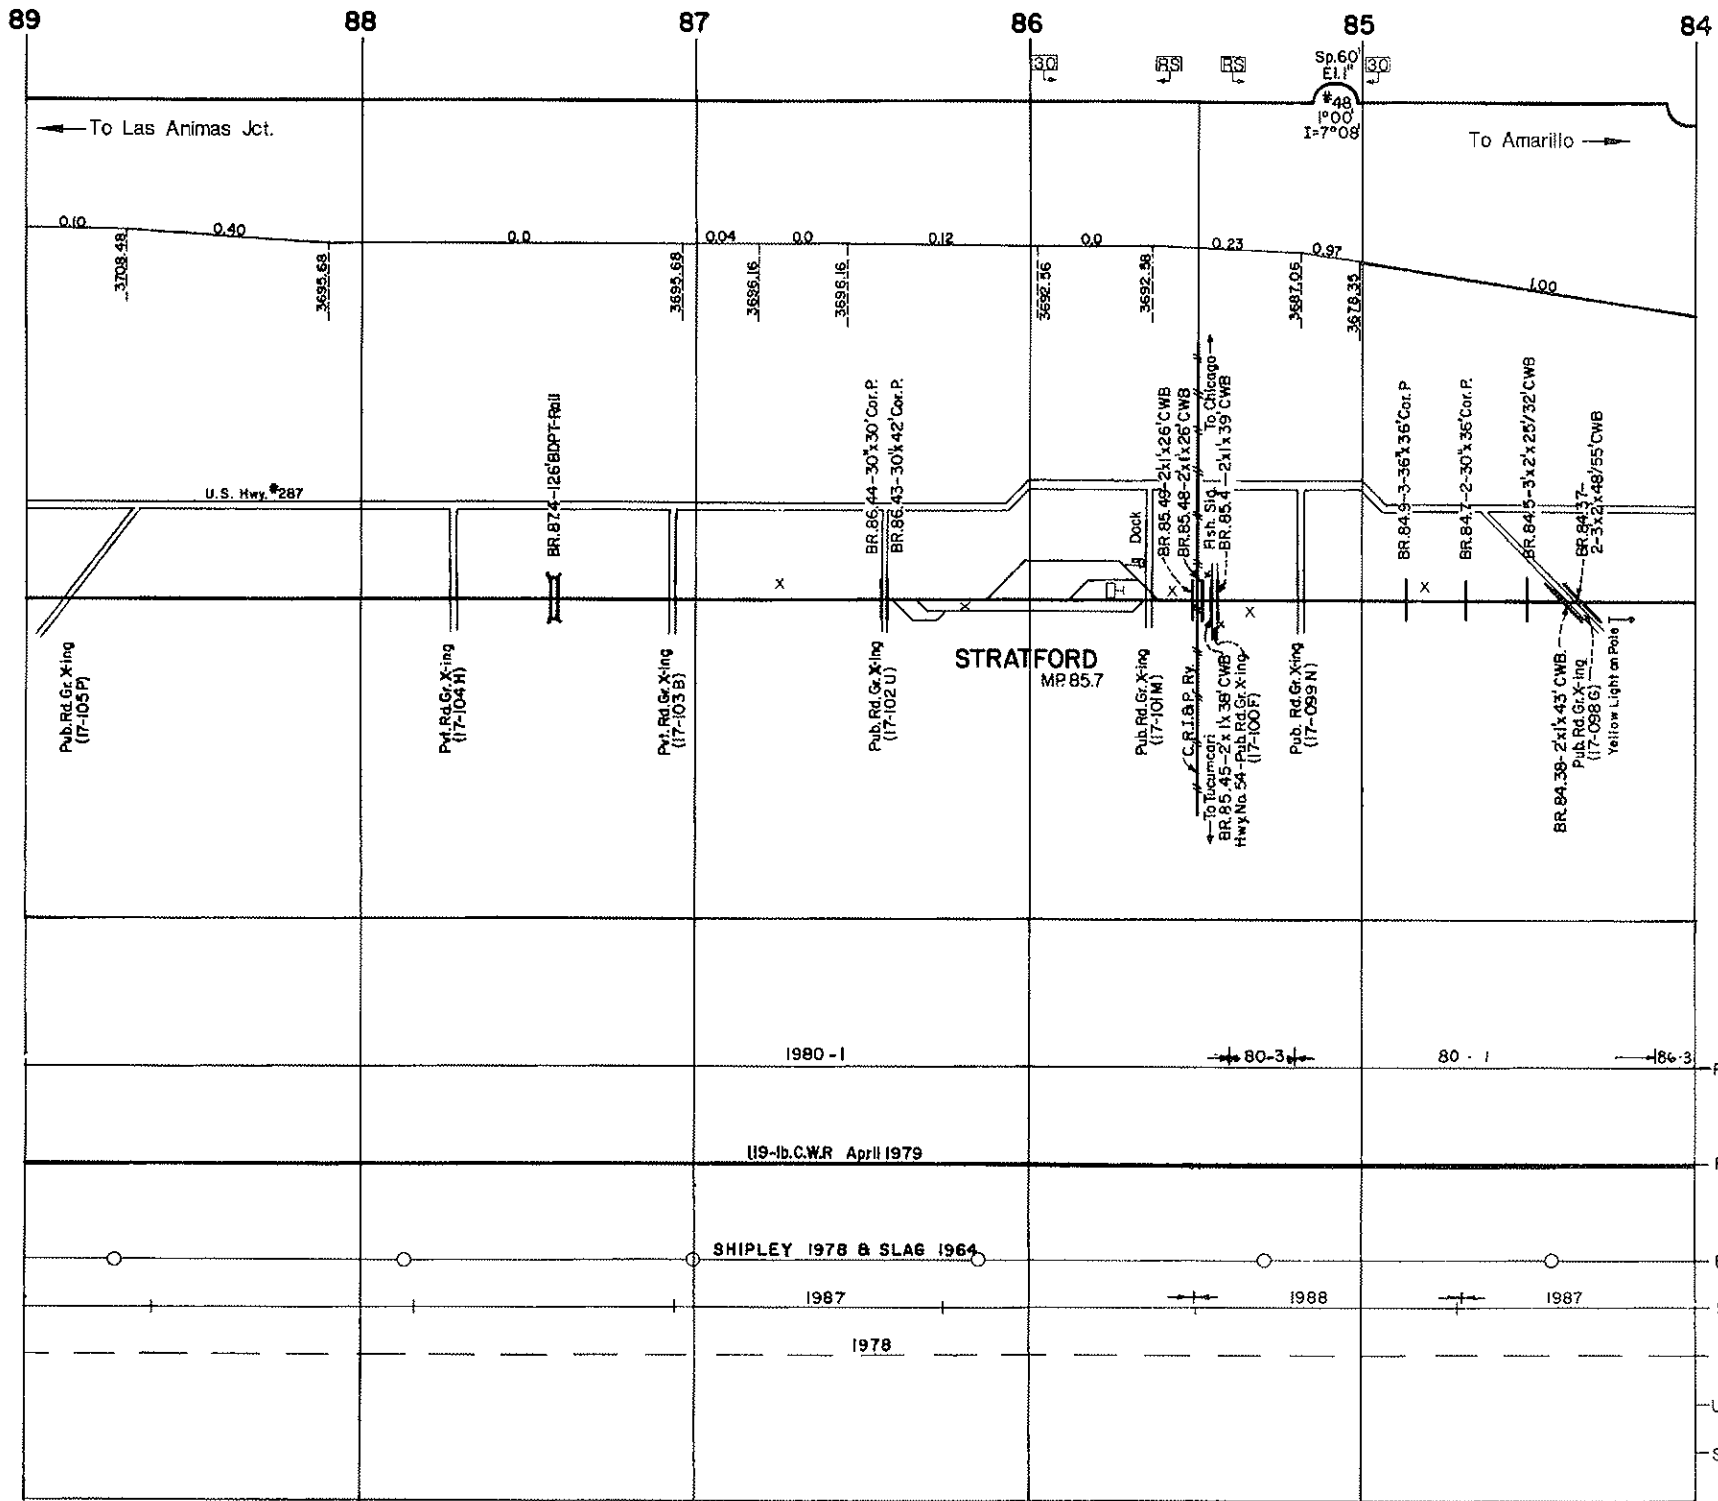 89
88
87
86
85
84
30
RS
RS
Sp.60'
El.1"
30
#48
1°00'
I=7°08'
To Las Animas Jct.
To Amarillo
0.10
0.40
0.0
0.04
0.0
0.12
0.0
0.23
0.97
1.00
3708.48
3695.68
3695.68
3696.16
3696.16
3692.56
3692.58
3687.06
3678.35
U.S. Hwy. #287
BR.87.4-126'BDPT-Rail
BR.86.44-30"x30'Cor.P.
BR.86.43-30"x42'Cor.P.
Dock
BR.85.49-2'x1'x26'CWB
BR.85.48-2'x1'x26'CWB
Flsh. Sig.
To Chicago
BR.85.4-2'x1'x39'CWB
BR.84.9-3-36"x36'Cor.P
BR.84.7-2-30"x36'Cor.P.
BR.84.5-3'x2'x25'/32'CWB
BR.84.37-
2-3'x2'x48'/55'CWB
Pub.Rd.Gr.X-ing
(17-105P)
Pvt.Rd.Gr.X-ing
(17-104H)
Pvt.Rd.Gr.X-ing
(17-103B)
Pub.Rd.Gr.X-ing
(17-102U)
STRATFORD
MP.85.7
Pub.Rd.Gr.X-ing
(17-101M)
C.R.I.&P. Ry.
To Tucumcari
BR.85.45-2'x1'x38'CWB
Hwy.No.54-Pub.Rd.Gr.X-ing
(17-100F)
Pub.Rd.Gr.X-ing
(17-099N)
BR.84.38-2'x1'x43'CWB.
Pub.Rd.Gr.X-ing
(17-098G)
Yellow Light on Pole
1980-1
80-3
80-1
86-3
119-lb.C.W.R April 1979
SHIPLEY 1978 & SLAG 1964
1987
1988
1987
1978